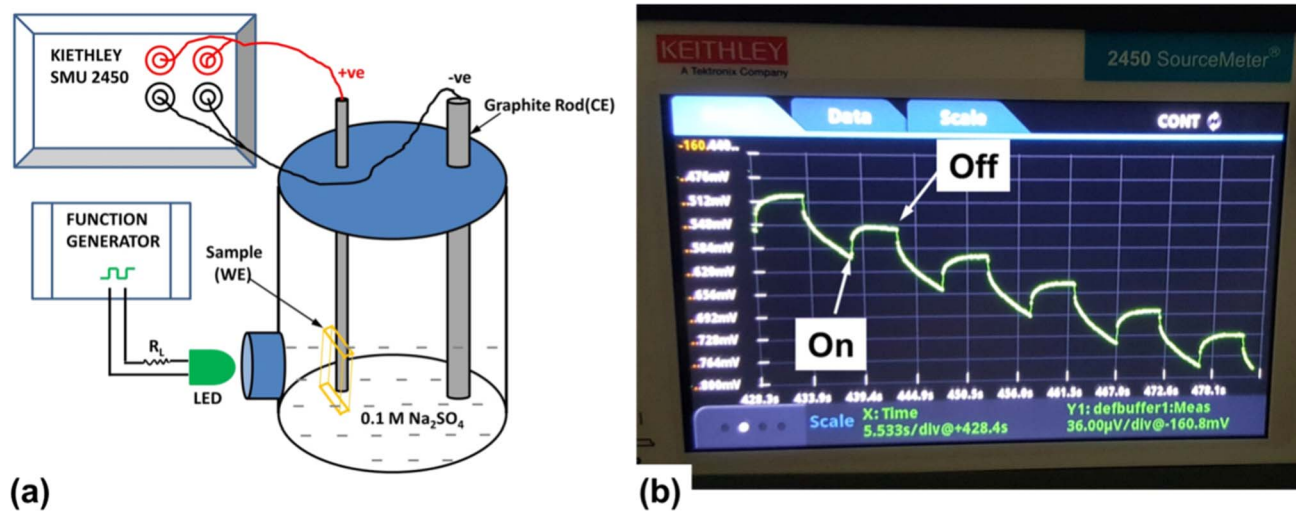 KIETHLEY
SMU 2450
+ve
-ve
Graphite Rod(CE)
FUNCTION
GENERATOR
Sample
(WE)
R_L
LED
0.1 M Na₂SO₄
(a)
KEITHLEY
A Tektronix Company
2450 SourceMeter®
Data
Scale
CONT
..476mV
..512mV
..548mV
..584mV
..620mV
..656mV
..692mV
..728mV
..764mV
..800mV
Off
On
428.3s 433.9s 439.4s 444.9s 450.5s 456.0s 461.5s 467.0s 472.6s 478.1s
Scale
X: Time
5.533s/div@+428.4s
Y1: defbuffer1:Meas
36.00µV/div@-160.8mV
(b)